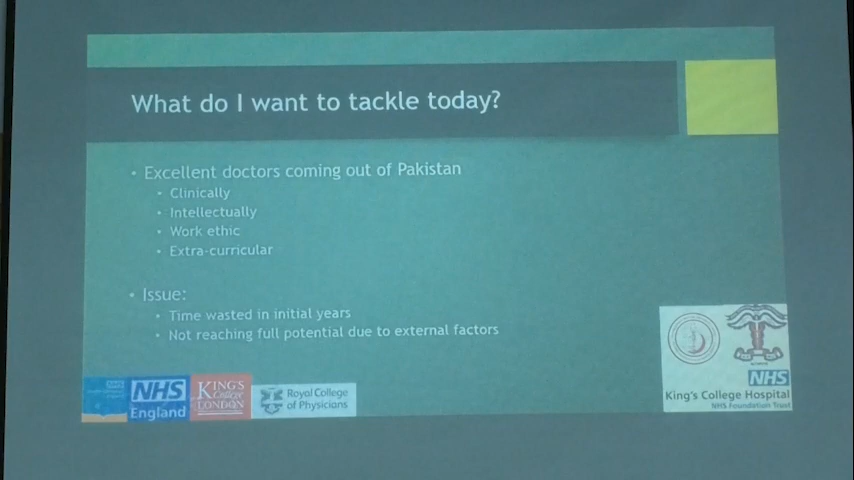 What do I want to tackle today?
• Excellent doctors coming out of Pakistan
• Clinically
• Intellectually
• Work ethic
• Extra-curricular
• Issue:
• Time wasted in initial years
• Not reaching full potential due to external factors
NHS
England
KING'S
College
LONDON
Royal College
of Physicians
NHS
King's College Hospital
NHS Foundation Trust